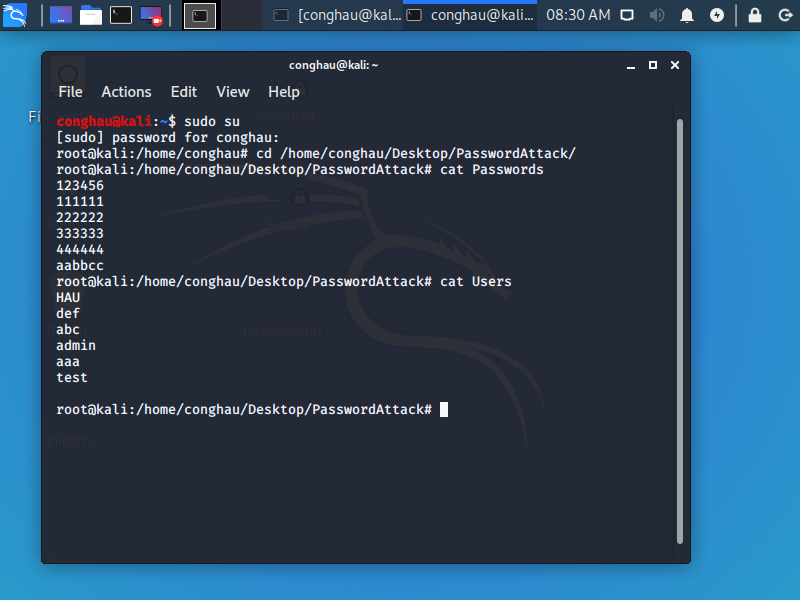 [conghau@kal...
conghau@kali...
08:30 AM
conghau@kali: ~
File Actions Edit View Help
conghau@kali:~$ sudo su
[sudo] password for conghau:
root@kali:/home/conghau# cd /home/conghau/Desktop/PasswordAttack/
root@kali:/home/conghau/Desktop/PasswordAttack# cat Passwords
123456
111111
222222
333333
444444
aabbcc
root@kali:/home/conghau/Desktop/PasswordAttack# cat Users
HAU
def
abc
admin
aaa
test
root@kali:/home/conghau/Desktop/PasswordAttack#
PasswordAt...
unicorn